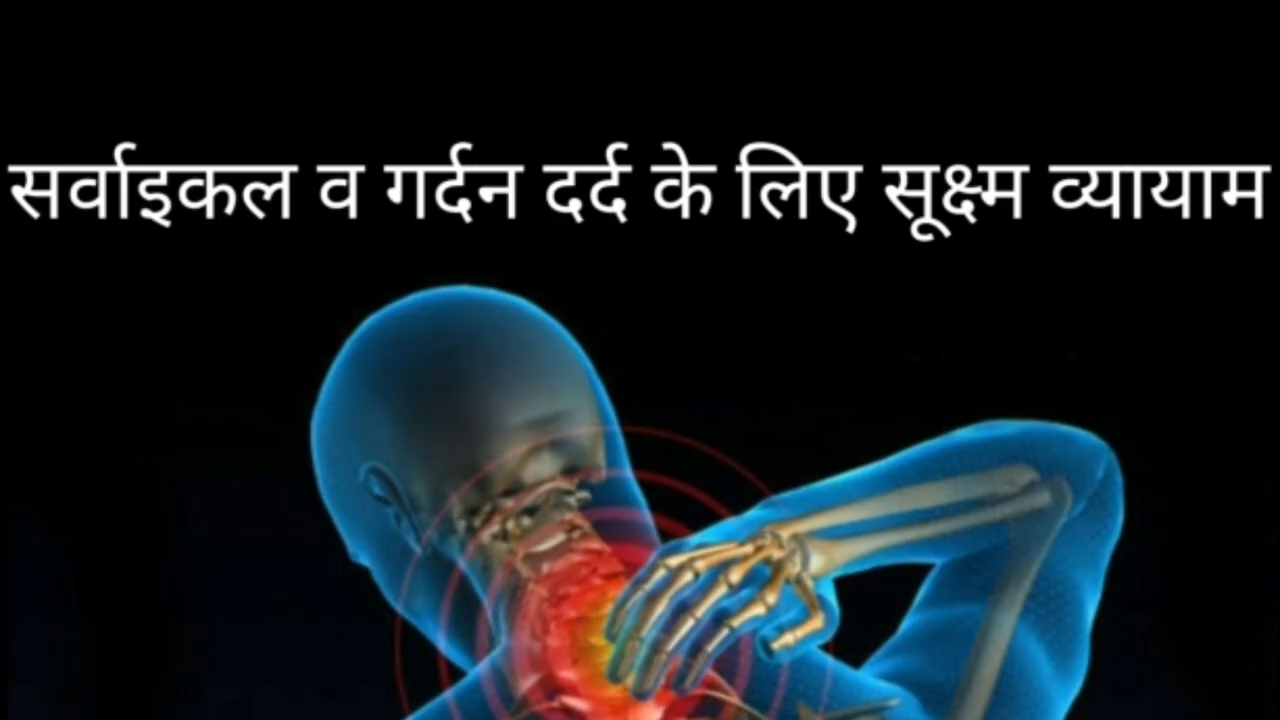 सर्वाइकल व गर्दन दर्द के लिए सूक्ष्म व्यायाम